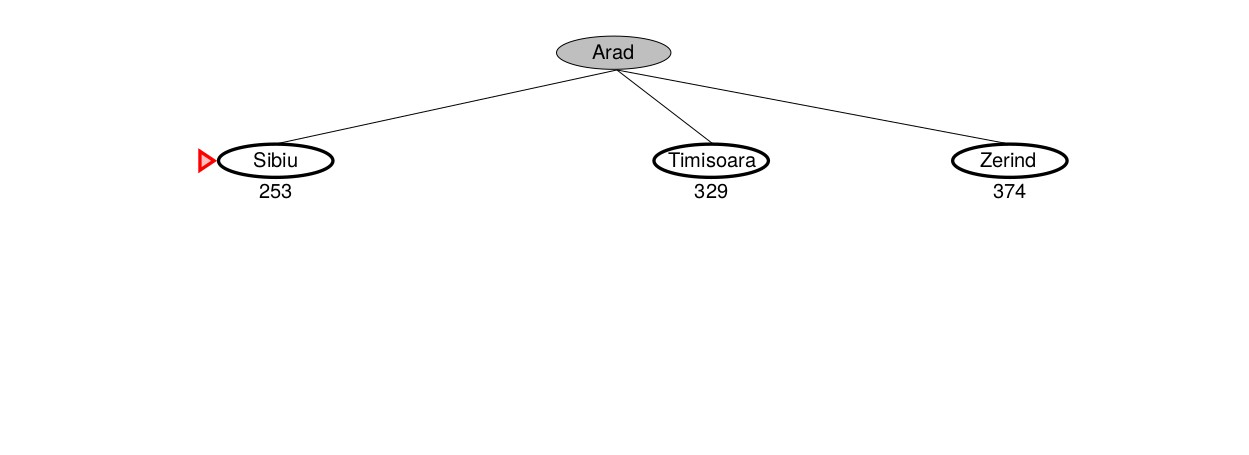 Arad
Sibiu
Timisoara
Zerind
253
329
374